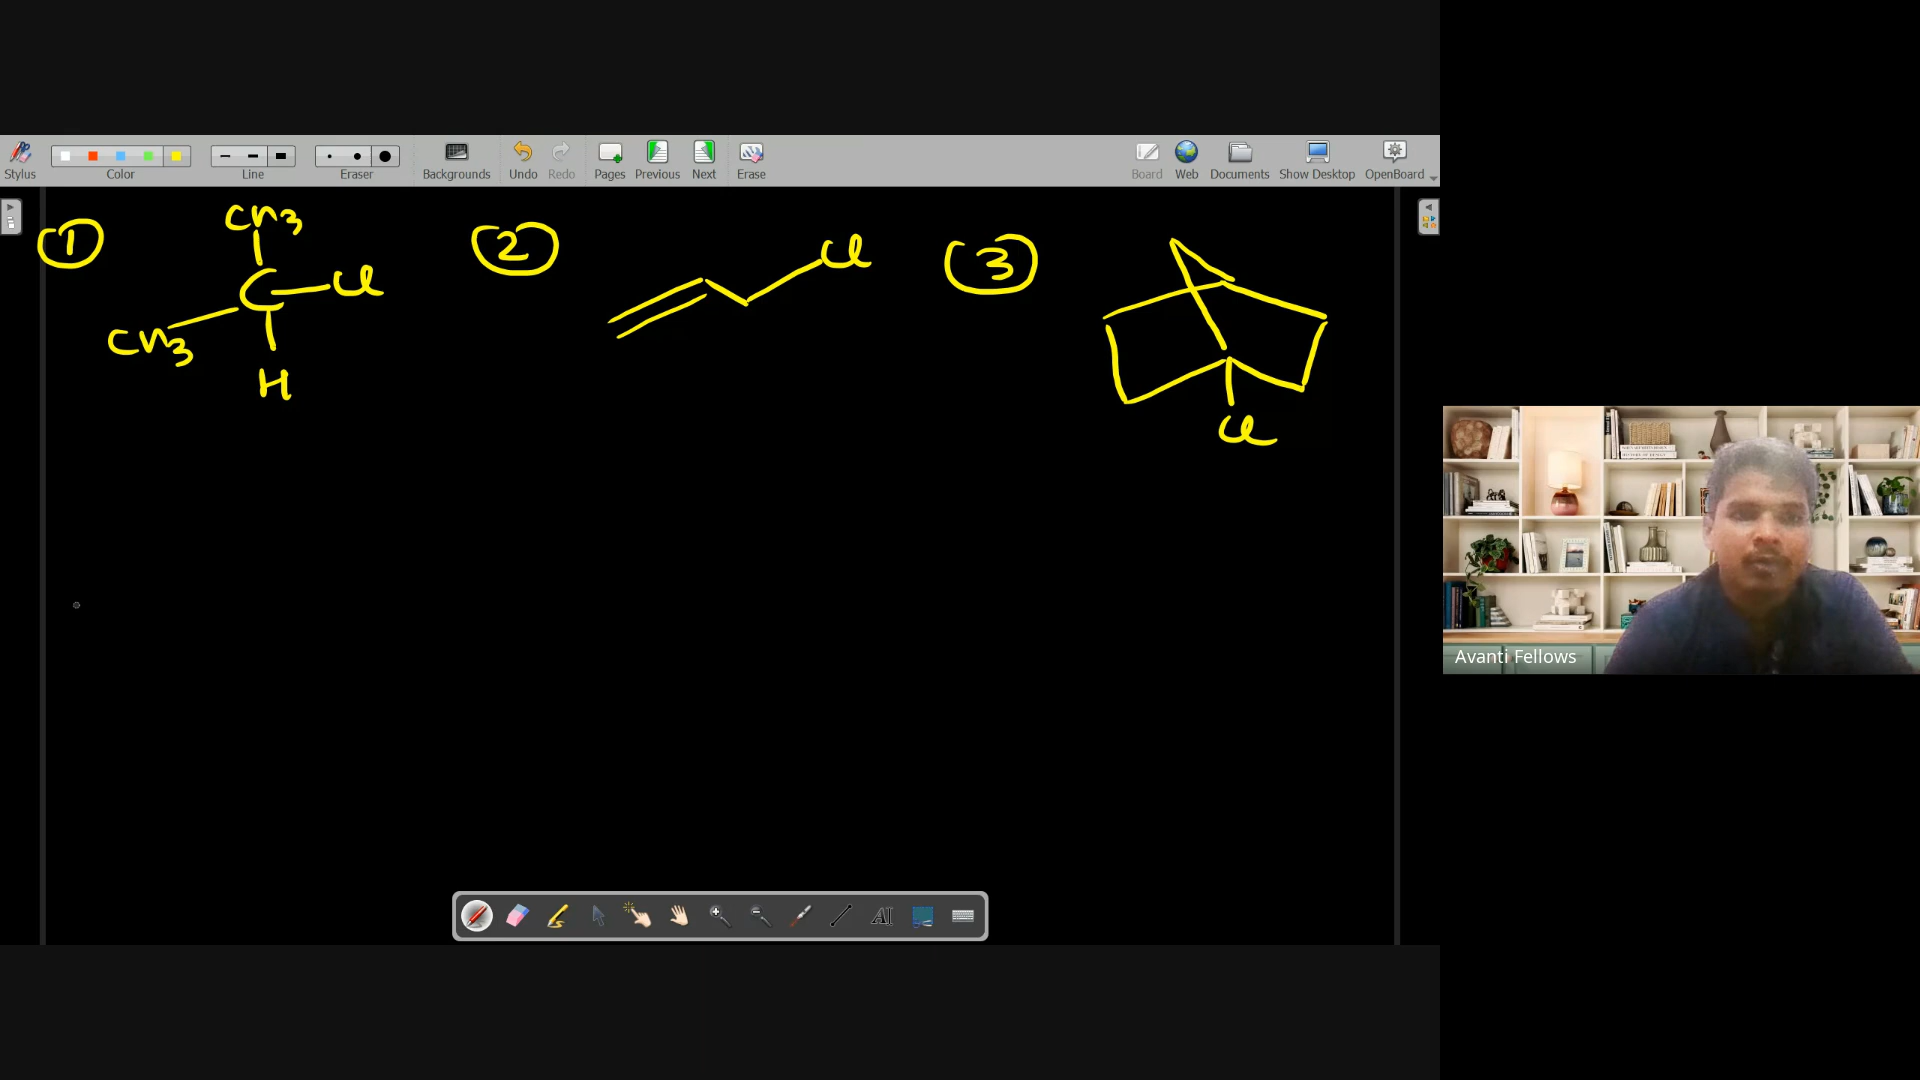 Stylus
Color
Line
Eraser
Backgrounds
Undo
Redo
Pages
Previous
Next
Erase
Board
Web
Documents
Show Desktop
OpenBoard
① CH3
C Cl
CH3
H
② Cl
③
Cl
AI
Avanti Fellows